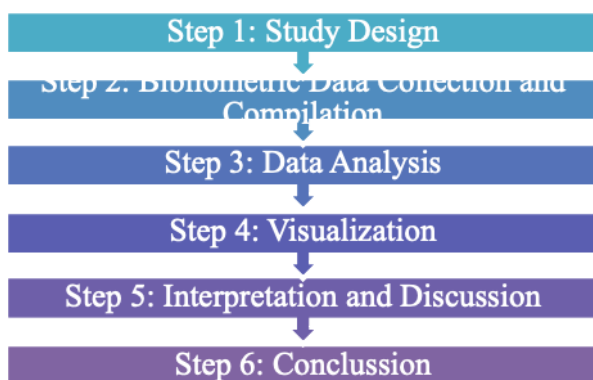 Step 1: Study Design
Step 2: Bibliometric Data Collection and
Compilation
Step 3: Data Analysis
Step 4: Visualization
Step 5: Interpretation and Discussion
Step 6: Conclussion